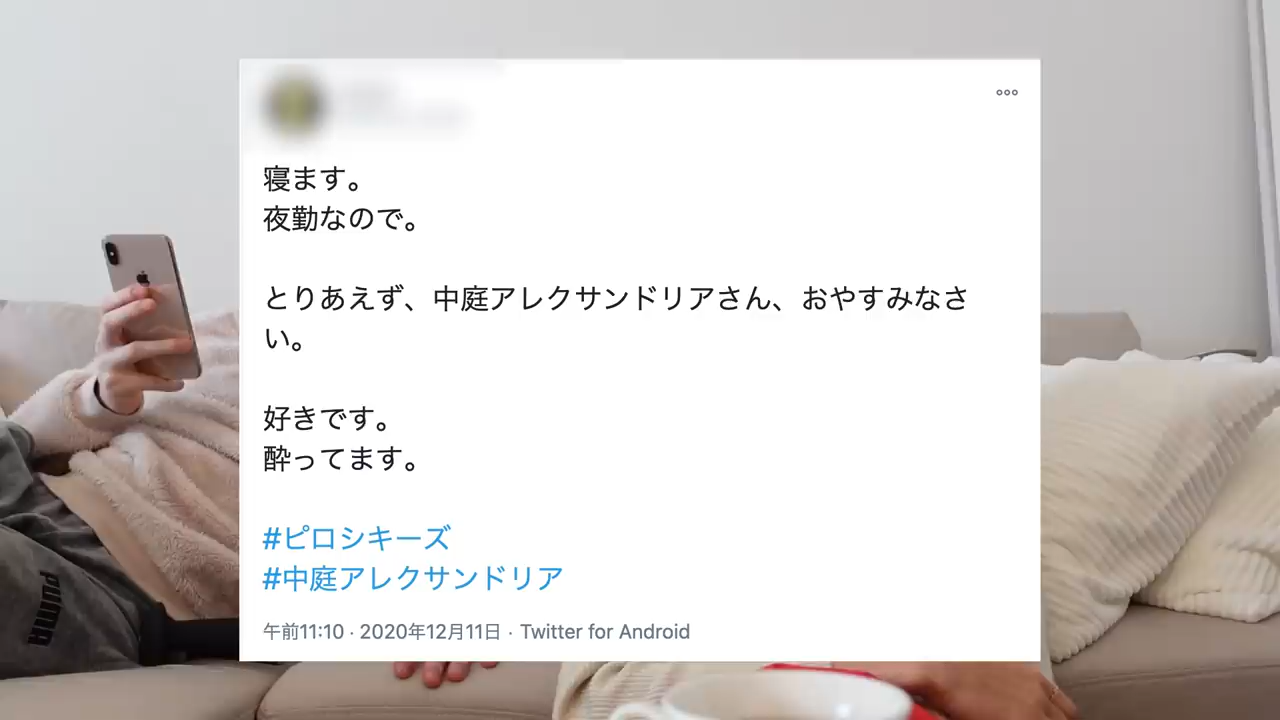 寝ます。
夜勤なので。
とりあえず、中庭アレクサンドリアさん、おやすみなさ
い。
好きです。
酔ってます。
#ピロシキーズ
#中庭アレクサンドリア
午前11:10 · 2020年12月11日 · Twitter for Android
PUMA